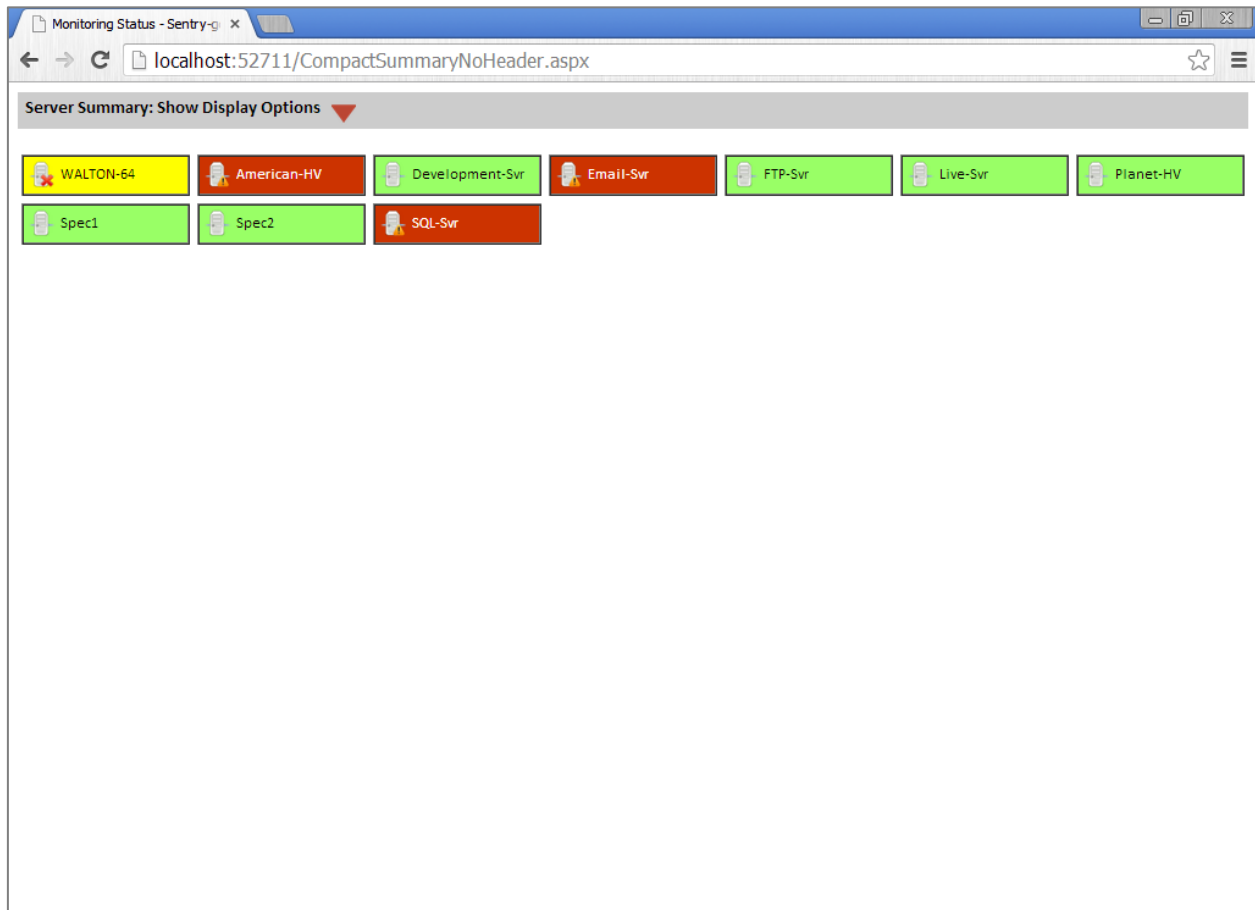 Monitoring Status - Sentry-g
localhost:52711/CompactSummaryNoHeader.aspx
Server Summary: Show Display Options
WALTON-64 American-HV Development-Svr Email-Svr FTP-Svr Live-Svr Planet-HV
Spec1 Spec2 SQL-Svr